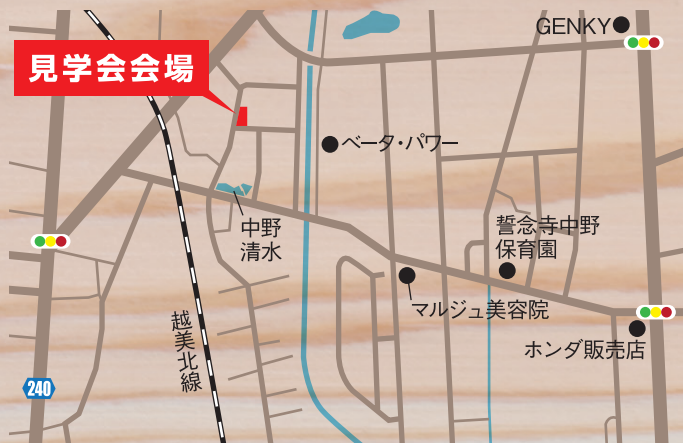 GENKY
見学会会場
ベータ・パワー
中野
清水
誓念寺中野
保育園
マルジュ美容院
越美北線
ホンダ販売店
240